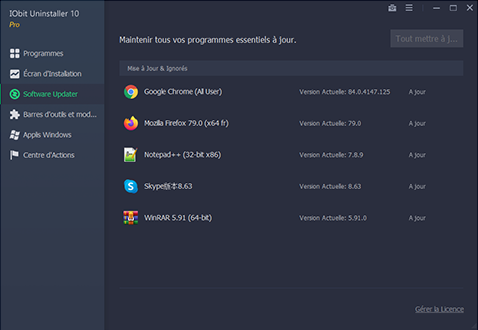 IObit Uninstaller 10
Pro
Maintenir tous vos programmes essentiels à jour.
Tout mettre à j...
Programmes
Écran d'Installation
Software Updater
Barres d'outils et mod...
Applis Windows
Centre d'Actions
Mise à Jour & Ignorés
Google Chrome (All User) Version Actuelle: 84.0.4147.125 A jour
Mozilla Firefox 79.0 (x64 fr) Version Actuelle: 79.0 A jour
Notepad++ (32-bit x86) Version Actuelle: 7.8.9 A jour
Skype版本8.63 Version Actuelle: 8.63 A jour
WinRAR 5.91 (64-bit) Version Actuelle: 5.91.0 A jour
Gérer la Licence